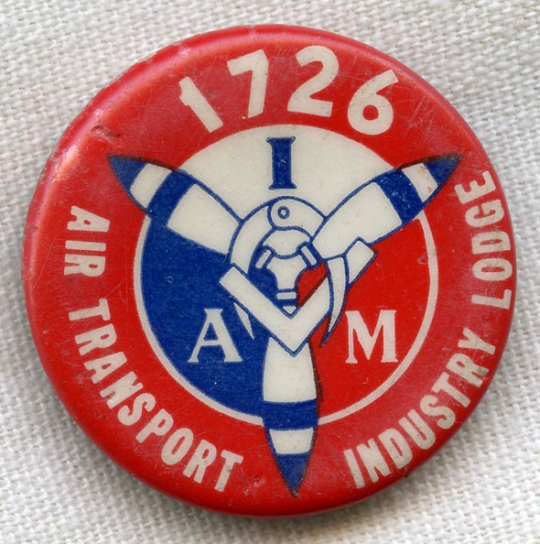 1726
I
A M
AIR TRANSPORT INDUSTRY LODGE